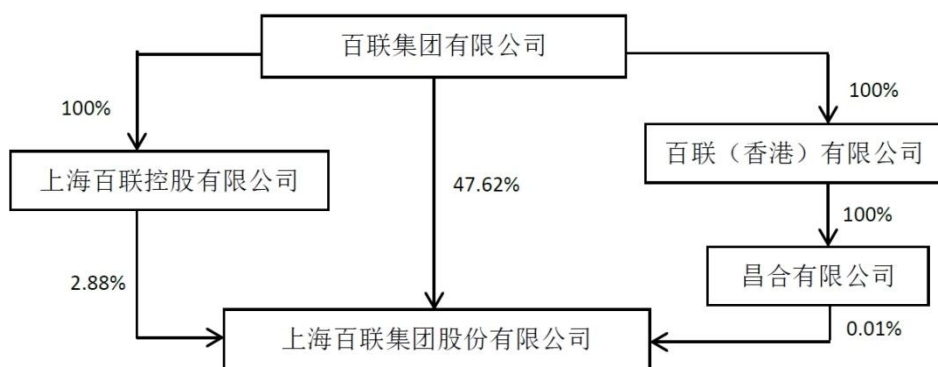 百联集团有限公司
100%
100%
上海百联控股有限公司
47.62%
百联（香港）有限公司
100%
2.88%
昌合有限公司
上海百联集团股份有限公司
0.01%